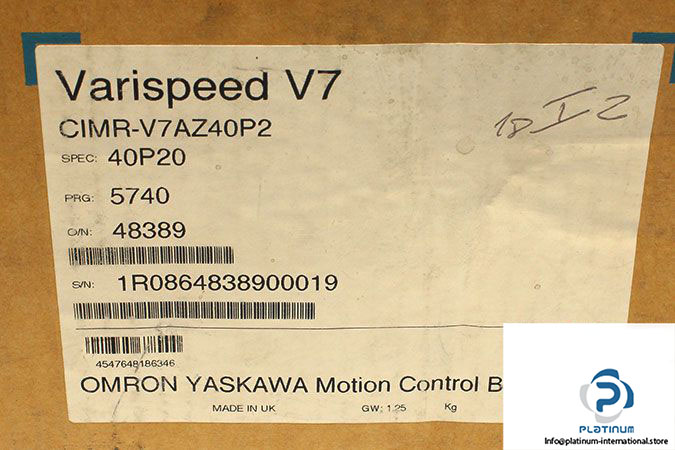 Varispeed V7
CIMR-V7AZ40P2
SPEC: 40P20
PRG: 5740
O/N: 48389
S/N: 1R0864838900019
4547648186346
OMRON YASKAWA Motion Control B
MADE IN UK GW: 1.25 Kg
PLATINUM
Info@platinum-international.store